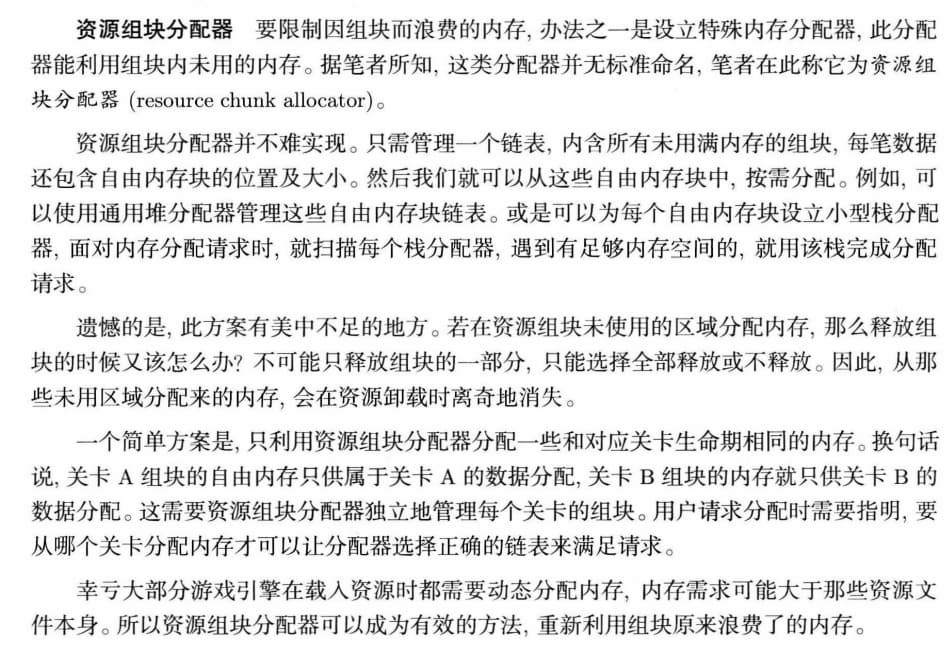 资源组块分配器 要限制因组块而浪费的内存, 办法之一是设立特殊内存分配器, 此分配
器能利用组块内未用的内存。据笔者所知, 这类分配器并无标准命名, 笔者在此称它为资源组
块分配器 (resource chunk allocator)。
资源组块分配器并不难实现。只需管理一个链表, 内含所有未用满内存的组块, 每笔数据
还包含自由内存块的位置及大小。然后我们就可以从这些自由内存块中, 按需分配。例如, 可
以使用通用堆分配器管理这些自由内存块链表。或是可以为每个自由内存块设立小型栈分配
器, 面对内存分配请求时, 就扫描每个栈分配器, 遇到有足够内存空间的, 就用该栈完成分配
请求。
遗憾的是, 此方案有美中不足的地方。若在资源组块未使用的区域分配内存, 那么释放组
块的时候又该怎么办? 不可能只释放组块的一部分, 只能选择全部释放或不释放。因此, 从那
些未用区域分配来的内存, 会在资源卸载时离奇地消失。
一个简单方案是, 只利用资源组块分配器分配一些和对应关卡生命期相同的内存。换句话
说, 关卡 A 组块的自由内存只供属于关卡 A 的数据分配, 关卡 B 组块的内存就只供关卡 B 的
数据分配。这需要资源组块分配器独立地管理每个关卡的组块。用户请求分配时需要指明, 要
从哪个关卡分配内存才可以让分配器选择正确的链表来满足请求。
幸亏大部分游戏引擎在载入资源时都需要动态分配内存, 内存需求可能大于那些资源文
件本身。所以资源组块分配器可以成为有效的方法, 重新利用组块原来浪费了的内存。